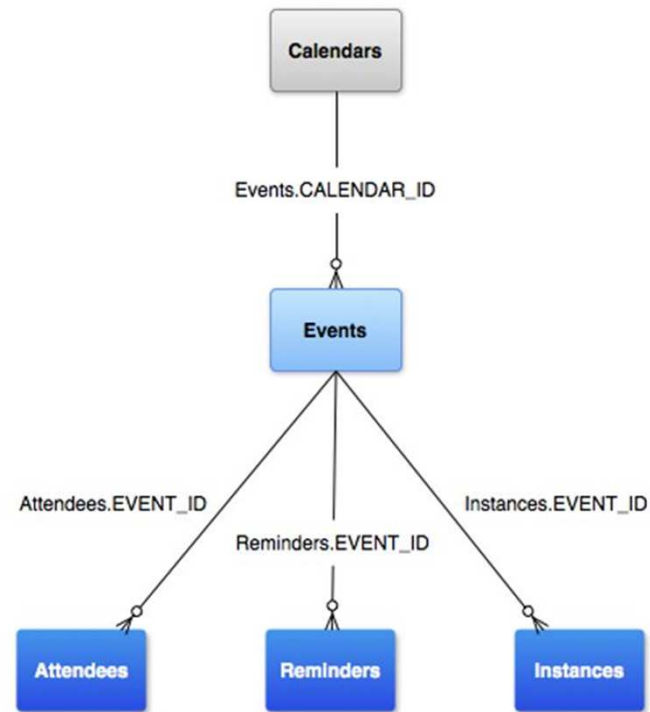 Calendars
Events.CALENDAR_ID
Events
Attendees.EVENT_ID
Instances.EVENT_ID
Reminders.EVENT_ID
Attendees
Reminders
Instances